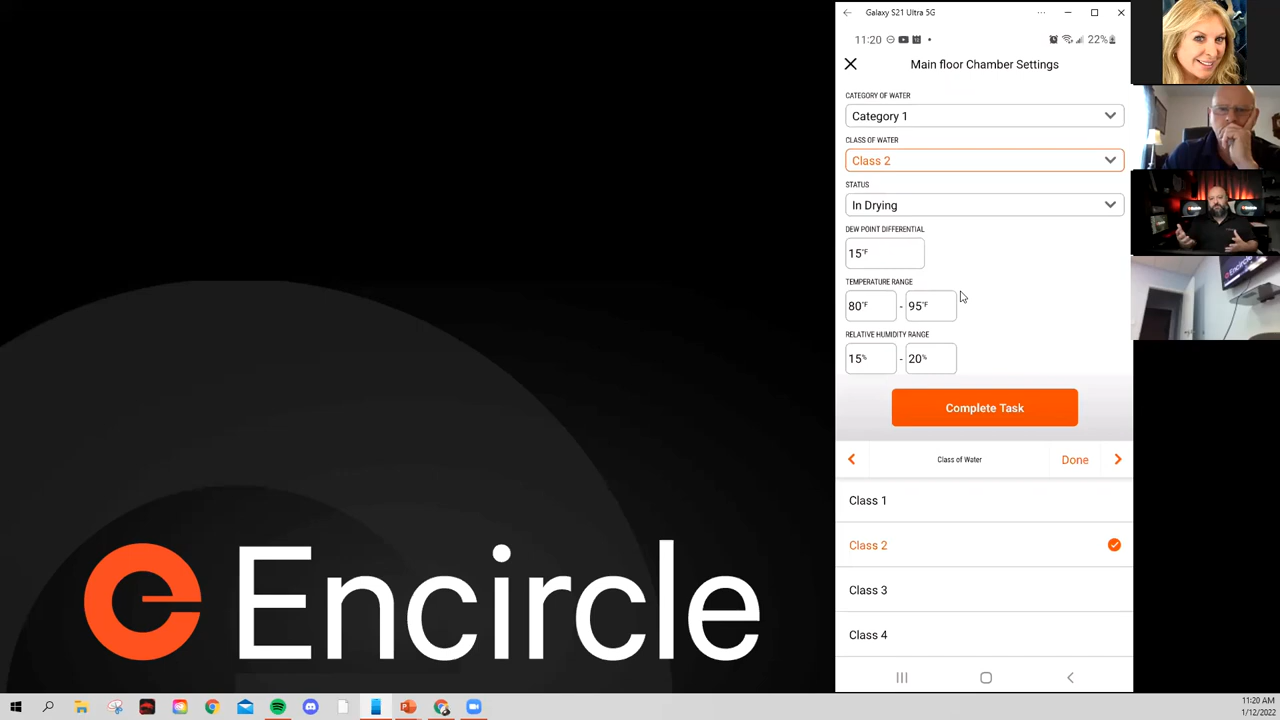 Galaxy S21 Ultra 5G
11:20
22%
Main floor Chamber Settings
CATEGORY OF WATER
Category 1
CLASS OF WATER
Class 2
STATUS
In Drying
DEW POINT DIFFERENTIAL
15°F
TEMPERATURE RANGE
80°F - 95°F
RELATIVE HUMIDITY RANGE
15% - 20%
Complete Task
Class of Water
Done
Class 1
Class 2
Class 3
Class 4
Encircle
11:20 AM
1/12/2022